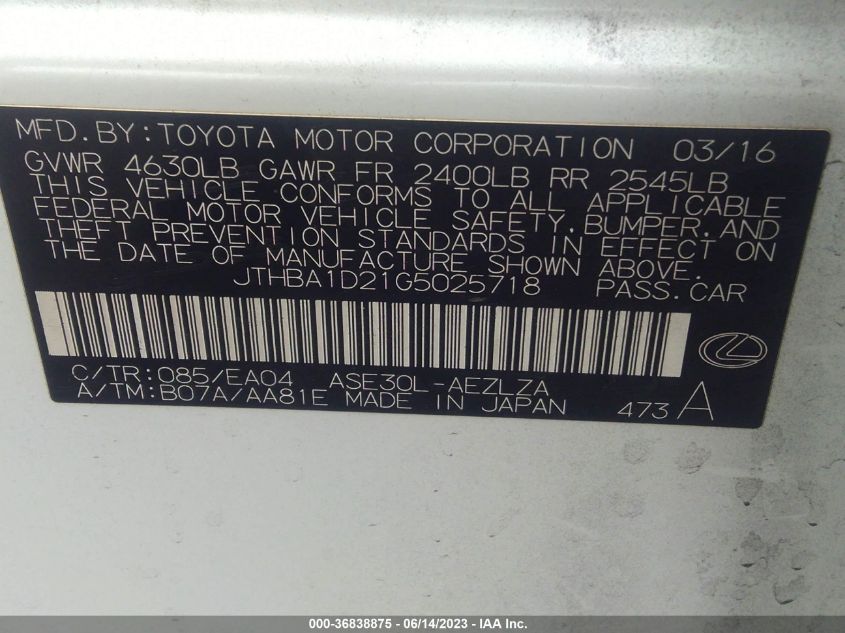 MFD.BY:TOYOTA MOTOR CORPORATION 03/16
GVWR 4630LB GAWR FR 2400LB RR 2545LB
THIS VEHICLE CONFORMS TO ALL APPLICABLE
FEDERAL MOTOR VEHICLE SAFETY,BUMPER,AND
THEFT PREVENTION STANDARDS IN EFFECT ON
THE DATE OF MANUFACTURE SHOWN ABOVE.
JTHBA1D21G5025718 PASS.CAR
C/TR:085/EA04 ASE30L-AEZLZA
A/TM:B07A/AA81E MADE IN JAPAN 473 A
000-36838875 - 06/14/2023 - IAA Inc.